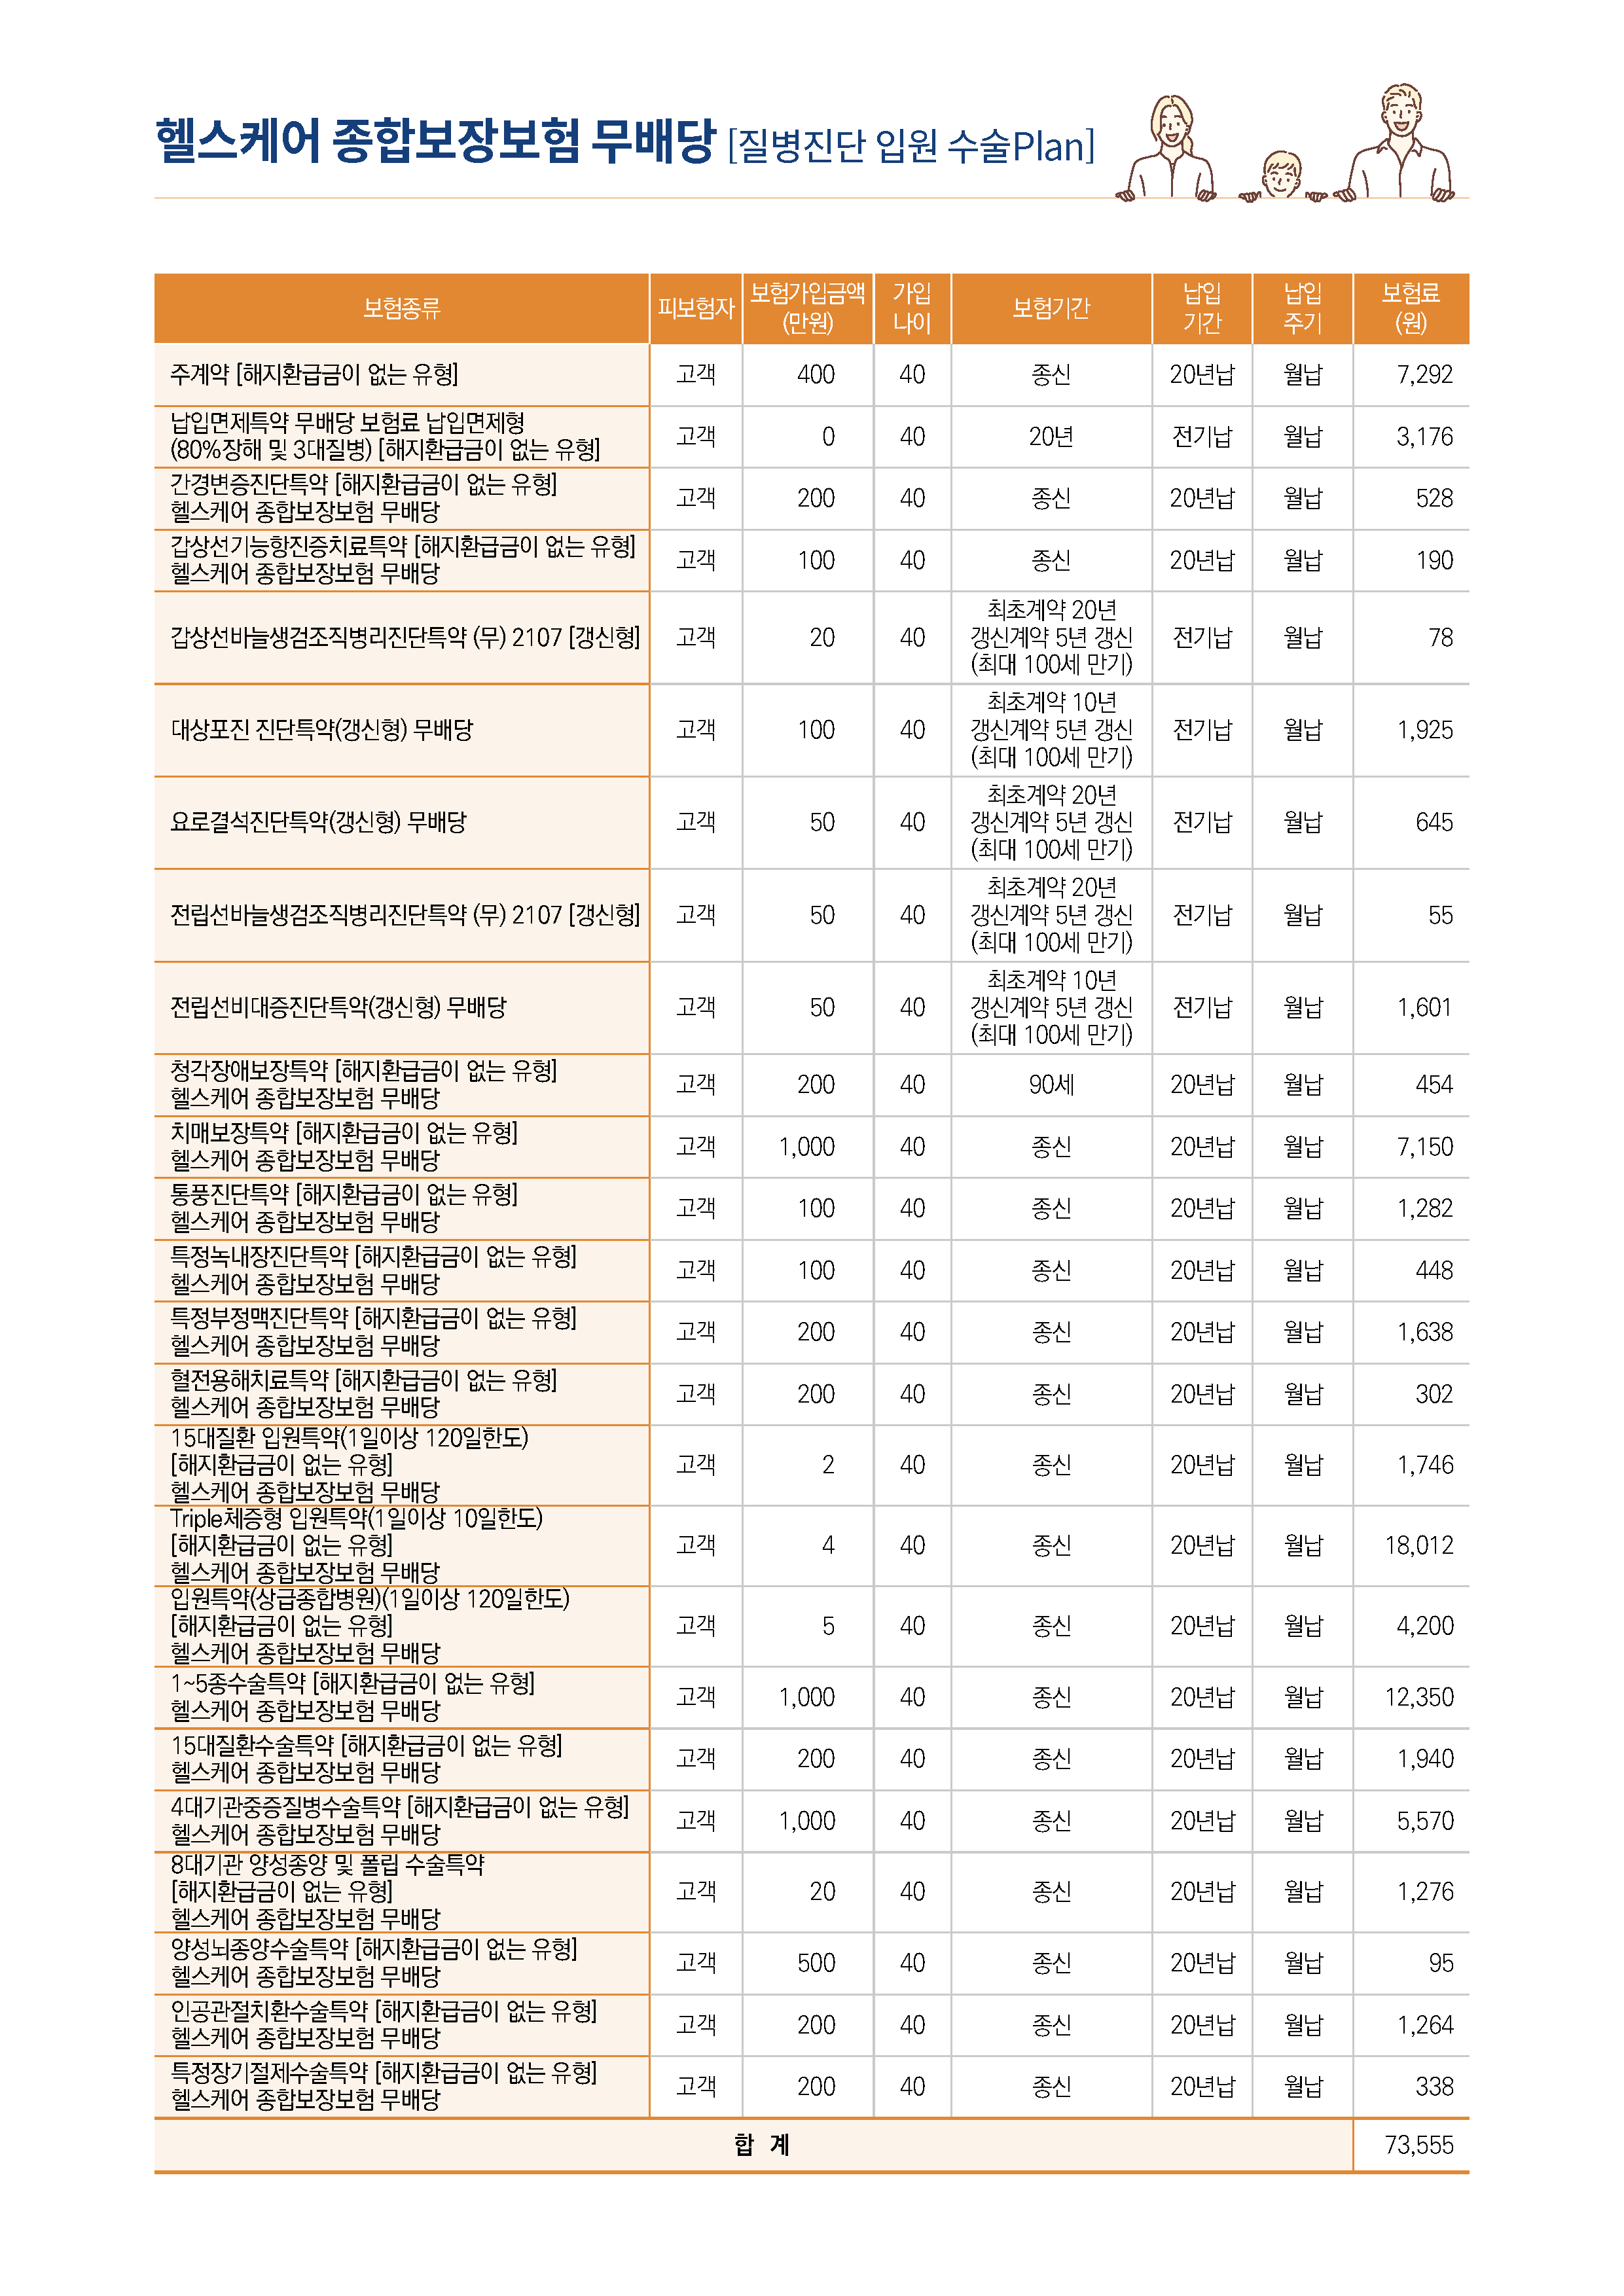 헬스케어 종합보장보험 무배당 [질병진단 입원 수술Plan]
보험종류 피보험자 보험가입금액 (만원) 가입 나이 보험기간 납입 기간 납입 주기 보험료 (원)
주계약 [해지환급금이 없는 유형] 고객 400 40 종신 20년납 월납 7,292
납입면제특약 무배당 보험료 납입면제형
(80%장해 및 3대질병) [해지환급금이 없는 유형] 고객 0 40 20년 전기납 월납 3,176
간경변증진단특약 [해지환급금이 없는 유형]
헬스케어 종합보장보험 무배당 고객 200 40 종신 20년납 월납 528
갑상선기능항진증치료특약 [해지환급금이 없는 유형]
헬스케어 종합보장보험 무배당 고객 100 40 종신 20년납 월납 190
갑상선바늘생검조직병리진단특약 (무) 2107 [갱신형] 고객 20 40 최초계약 20년
갱신계약 5년 갱신
(최대 100세 만기) 전기납 월납 78
대상포진 진단특약(갱신형) 무배당 고객 100 40 최초계약 10년
갱신계약 5년 갱신
(최대 100세 만기) 전기납 월납 1,925
요로결석진단특약(갱신형) 무배당 고객 50 40 최초계약 20년
갱신계약 5년 갱신
(최대 100세 만기) 전기납 월납 645
전립선바늘생검조직병리진단특약 (무) 2107 [갱신형] 고객 50 40 최초계약 20년
갱신계약 5년 갱신
(최대 100세 만기) 전기납 월납 55
전립선비대증진단특약(갱신형) 무배당 고객 50 40 최초계약 10년
갱신계약 5년 갱신
(최대 100세 만기) 전기납 월납 1,601
청각장애보장특약 [해지환급금이 없는 유형]
헬스케어 종합보장보험 무배당 고객 200 40 90세 20년납 월납 454
치매보장특약 [해지환급금이 없는 유형]
헬스케어 종합보장보험 무배당 고객 1,000 40 종신 20년납 월납 7,150
통풍진단특약 [해지환급금이 없는 유형]
헬스케어 종합보장보험 무배당 고객 100 40 종신 20년납 월납 1,282
특정녹내장진단특약 [해지환급금이 없는 유형]
헬스케어 종합보장보험 무배당 고객 100 40 종신 20년납 월납 448
특정부정맥진단특약 [해지환급금이 없는 유형]
헬스케어 종합보장보험 무배당 고객 200 40 종신 20년납 월납 1,638
혈전용해치료특약 [해지환급금이 없는 유형]
헬스케어 종합보장보험 무배당 고객 200 40 종신 20년납 월납 302
15대질환 입원특약(1일이상 120일한도)
[해지환급금이 없는 유형]
헬스케어 종합보장보험 무배당 고객 2 40 종신 20년납 월납 1,746
Triple체증형 입원특약(1일이상 10일한도)
[해지환급금이 없는 유형]
헬스케어 종합보장보험 무배당 고객 4 40 종신 20년납 월납 18,012
입원특약(상급종합병원)(1일이상 120일한도)
[해지환급금이 없는 유형]
헬스케어 종합보장보험 무배당 고객 5 40 종신 20년납 월납 4,200
1~5종수술특약 [해지환급금이 없는 유형]
헬스케어 종합보장보험 무배당 고객 1,000 40 종신 20년납 월납 12,350
15대질환수술특약 [해지환급금이 없는 유형]
헬스케어 종합보장보험 무배당 고객 200 40 종신 20년납 월납 1,940
4대기관중증질병수술특약 [해지환급금이 없는 유형]
헬스케어 종합보장보험 무배당 고객 1,000 40 종신 20년납 월납 5,570
8대기관 양성종양 및 폴립 수술특약
[해지환급금이 없는 유형]
헬스케어 종합보장보험 무배당 고객 20 40 종신 20년납 월납 1,276
양성뇌종양수술특약 [해지환급금이 없는 유형]
헬스케어 종합보장보험 무배당 고객 500 40 종신 20년납 월납 95
인공관절치환수술특약 [해지환급금이 없는 유형]
헬스케어 종합보장보험 무배당 고객 200 40 종신 20년납 월납 1,264
특정장기절제수술특약 [해지환급금이 없는 유형]
헬스케어 종합보장보험 무배당 고객 200 40 종신 20년납 월납 338
합 계 73,555